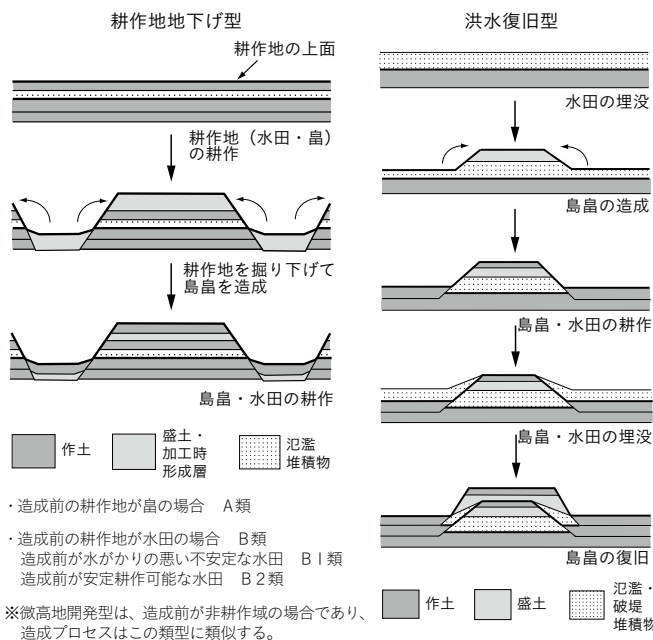 耕作地地下げ型
耕作地の上面
耕作地（水田・畠）
の耕作
耕作地を掘り下げて
島畠を造成
島畠・水田の耕作
作土
盛土・
加工時
形成層
氾濫
堆積物
・造成前の耕作地が畠の場合　A類
・造成前の耕作地が水田の場合　B類
造成前が水がかりの悪い不安定な水田　B1類
造成前が安定耕作可能な水田　B2類
※微高地開発型は、造成前が非耕作域の場合であり、
造成プロセスはこの類型に類似する。
洪水復旧型
水田の埋没
島畠の造成
島畠・水田の耕作
島畠・水田の埋没
島畠の復旧
作土
盛土
氾濫・
破堤
堆積物